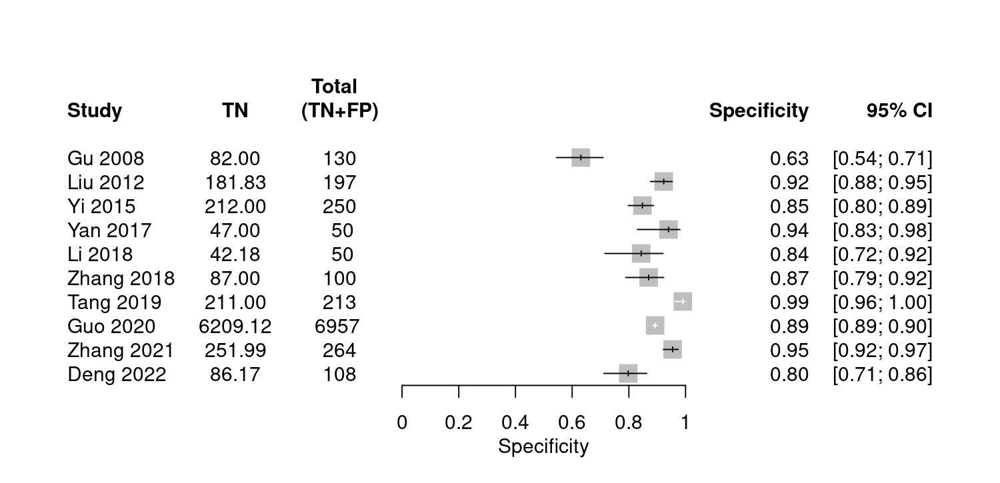 Total
Study TN (TN+FP) Specificity 95% CI
Gu 2008 82.00 130 0.63 [0.54; 0.71]
Liu 2012 181.83 197 0.92 [0.88; 0.95]
Yi 2015 212.00 250 0.85 [0.80; 0.89]
Yan 2017 47.00 50 0.94 [0.83; 0.98]
Li 2018 42.18 50 0.84 [0.72; 0.92]
Zhang 2018 87.00 100 0.87 [0.79; 0.92]
Tang 2019 211.00 213 0.99 [0.96; 1.00]
Guo 2020 6209.12 6957 0.89 [0.89; 0.90]
Zhang 2021 251.99 264 0.95 [0.92; 0.97]
Deng 2022 86.17 108 0.80 [0.71; 0.86]
0 0.2 0.4 0.6 0.8 1
Specificity